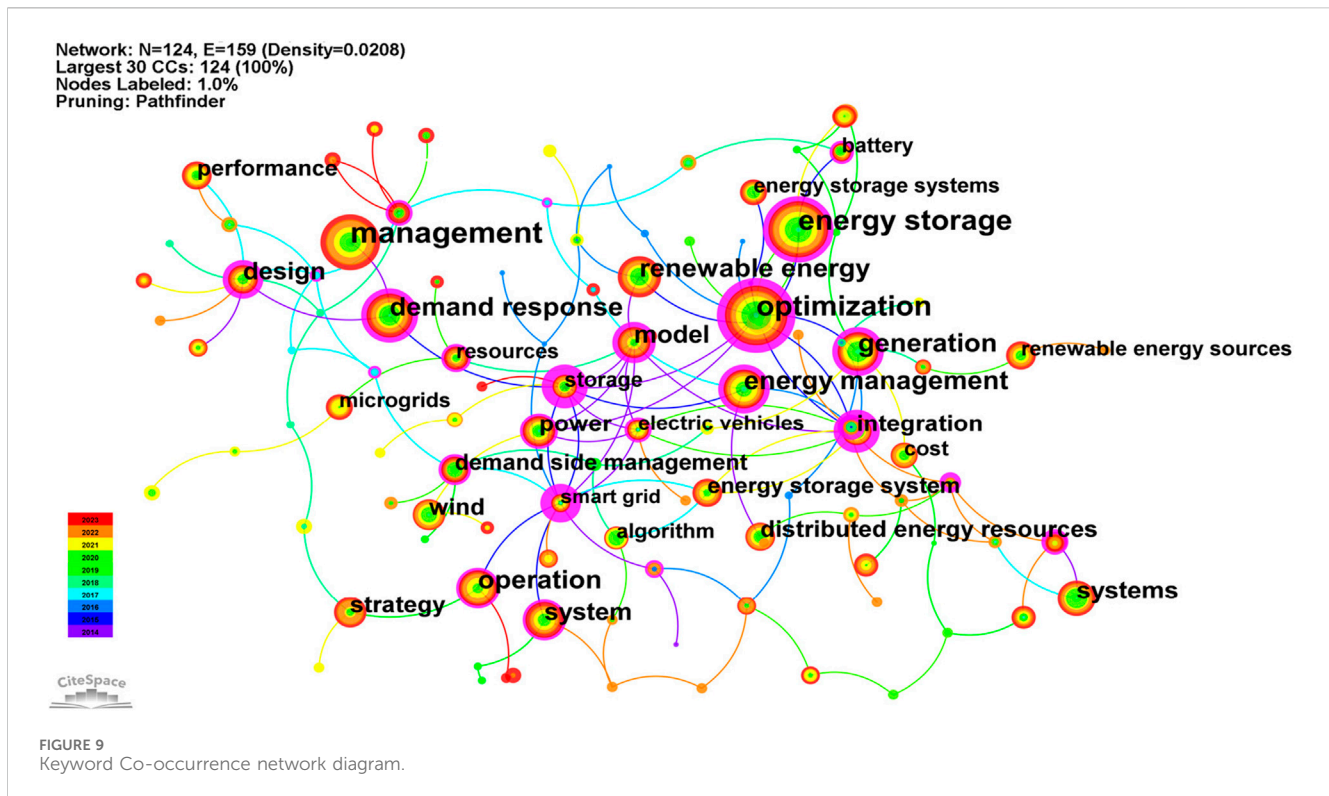 Network: N=124, E=159 (Density=0.0208)
Largest 30 CCs: 124 (100%)
Nodes Labeled: 1.0%
Pruning: Pathfinder
battery
performance
energy storage systems
energy storage
management
design
renewable energy
optimization
demand response
model
generation
resources
renewable energy sources
storage
energy management
microgrids
power
electric vehicles
integration
cost
demand side management
energy storage system
smart grid
wind
algorithm
distributed energy resources
operation
systems
strategy
system
2023
2022
2021
2020
2019
2018
2017
2016
2015
2014
CiteSpace
FIGURE 9
Keyword Co-occurrence network diagram.